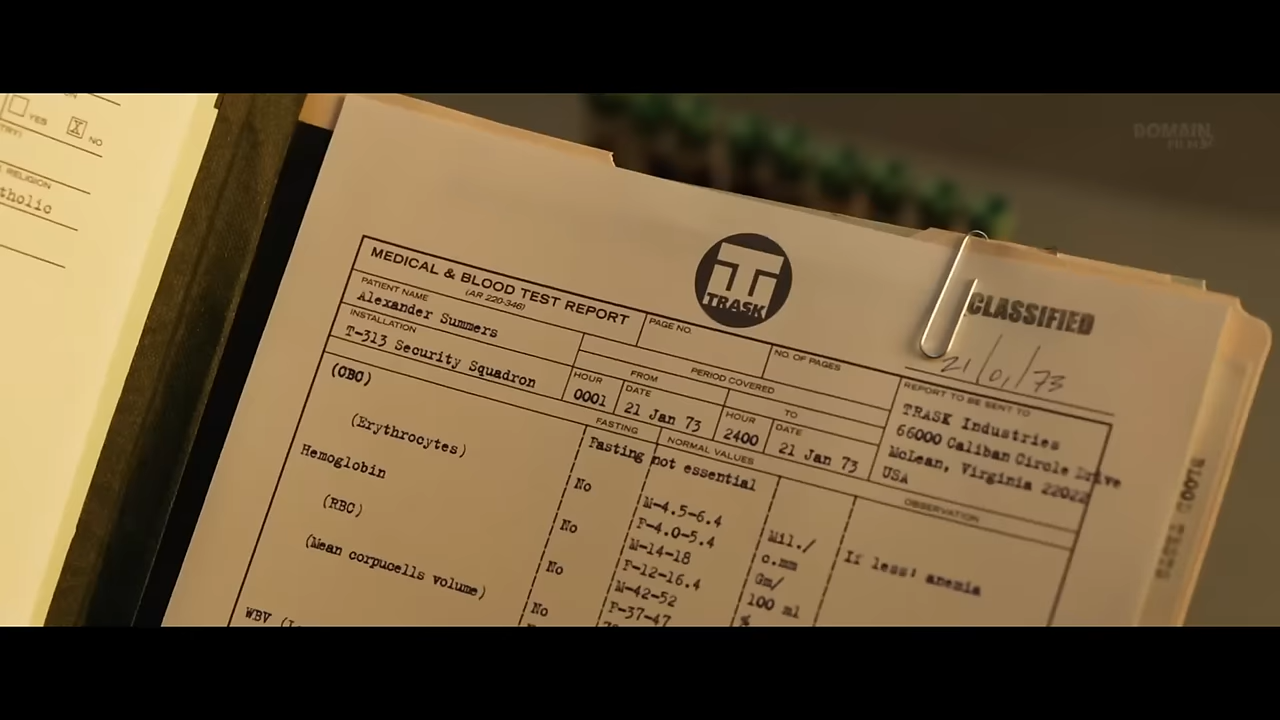 YES
X
NO
RELIGION
tholic
DOMAIN
TRASK
CLASSIFIED
21/01/73
MEDICAL & BLOOD TEST REPORT
(AR 220-346)
PAGE NO.
NO. OF PAGES
PATIENT NAME
Alexander Summers
INSTALLATION
T-313 Security Squadron
PERIOD COVERED
FROM
TO
HOUR
0001
DATE
21 Jan 73
HOUR
2400
DATE
21 Jan 73
REPORT TO BE SENT TO
TRASK Industries
66000 Caliban Circle Drive
McLean, Virginia 22022
USA
FASTING
NORMAL VALUES
OBSERVATION
(CBC)
Fasting not essential
(Erythrocytes)
No
M-4.5-6.4
F-4.0-5.4
Mil./
c.mm
If less: anemia
Hemoglobin
No
M-14-18
F-12-16.4
Gm/
100 ml
(RBC)
No
M-42-52
F-37-47
%
(Mean corpucells volume)
No
WBV